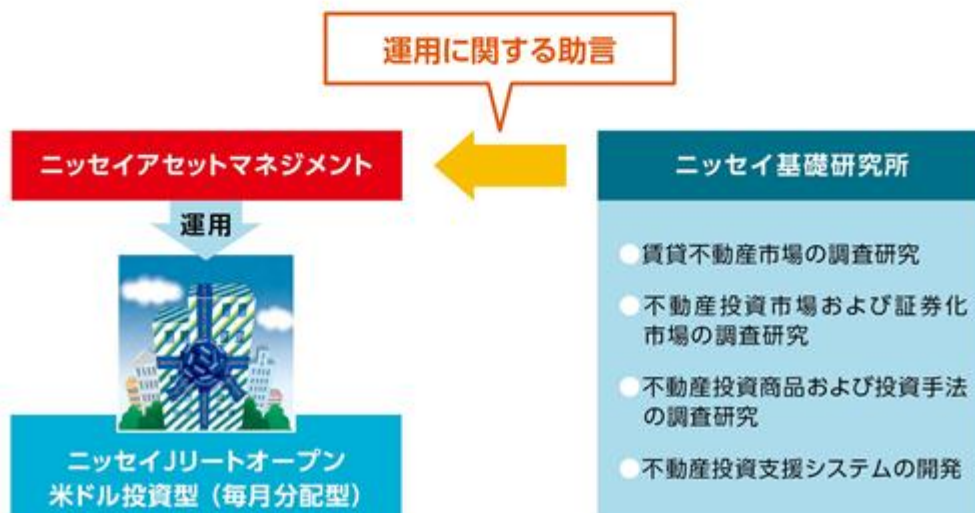 運用に関する助言
ニッセイアセットマネジメント
運用
ニッセイJリートオープン
米ドル投資型（毎月分配型）
ニッセイ基礎研究所
●賃貸不動産市場の調査研究
●不動産投資市場および証券化
市場の調査研究
●不動産投資商品および投資手法
の調査研究
●不動産投資支援システムの開発